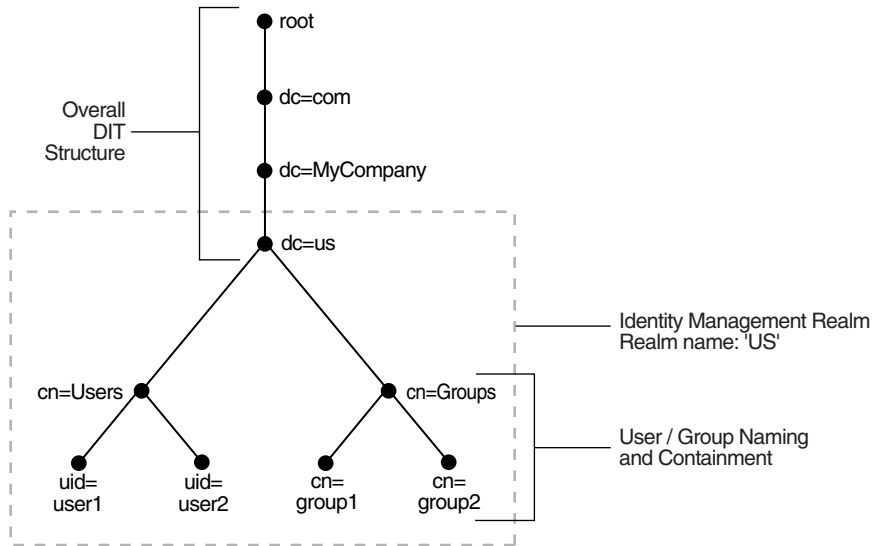 root
dc=com
Overall
DIT
Structure
dc=MyCompany
dc=us
Identity Management Realm
Realm name: 'US'
cn=Users
cn=Groups
User / Group Naming
and Containment
uid=
user1
uid=
user2
cn=
group1
cn=
group2